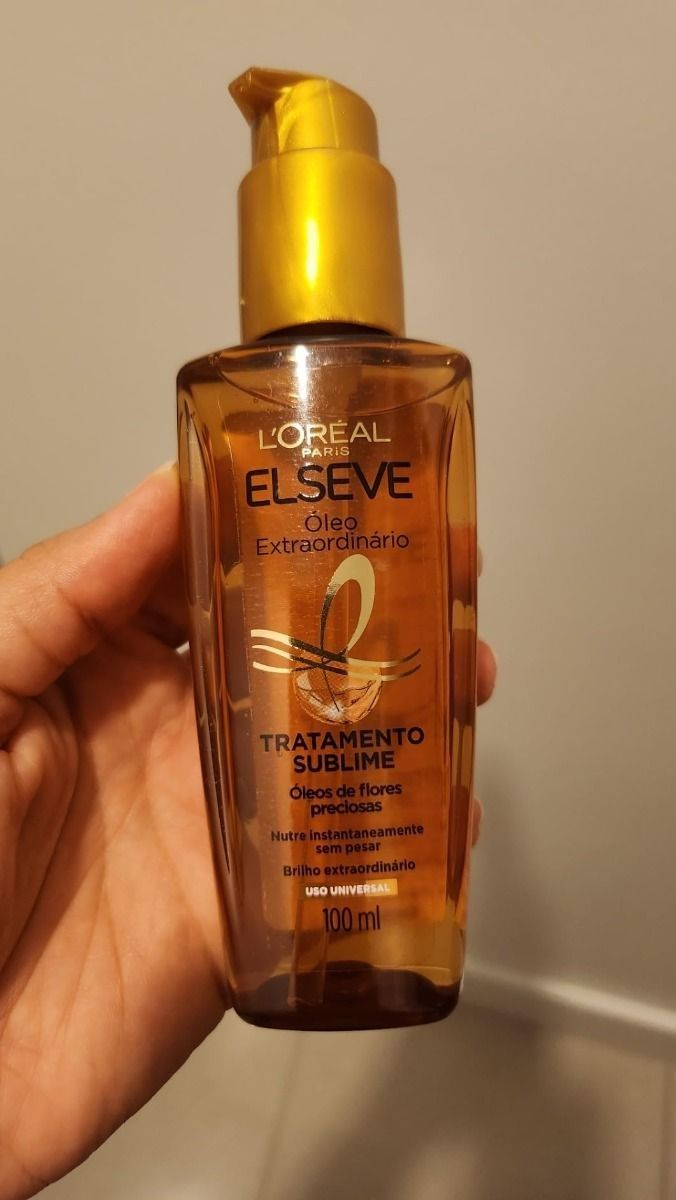 L'ORÉAL
PARIS
ELSEVE
Óleo
Extraordinário
TRATAMENTO
SUBLIME
Óleos de flores
preciosas
Nutre instantaneamente
sem pesar
Brilho extraordinário
USO UNIVERSAL
100 ml